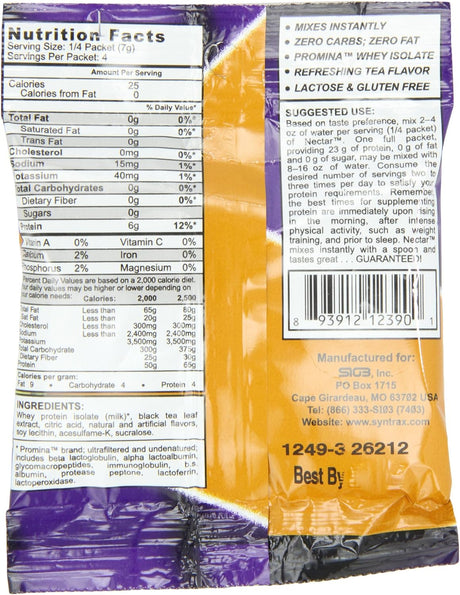 Nutrition Facts
Serving Size: 1/4 Packet (7g)
Servings Per Packet: 4
Amount Per Serving
Calories 25
Calories from Fat 0
% Daily Value*
Total Fat 0g 0%*
Saturated Fat 0g 0%*
Trans Fat 0g
Cholesterol 0mg 0%*
Sodium 15mg 1%*
Potassium 40mg 1%*
Total Carbohydrates 0g 0%*
Dietary Fiber 0g 0%*
Sugars 0g
Protein 6g 12%*
Vitamin A 0% Vitamin C 0%
Calcium 2% Iron 0%
Phosphorus 2% Magnesium 0%
Percent Daily Values are based on a 2,000 calorie diet.
Your daily values may be higher or lower depending on
your calorie needs: Calories: 2,000 2,500
Total Fat Less than 65g 80g
Sat Fat Less than 20g 25g
Cholesterol Less than 300mg 300mg
Sodium Less than 2,400mg 2,400mg
Potassium 3,500mg 3,500mg
Total Carbohydrate 300g 375g
Dietary Fiber 25g 30g
Protein 50g 65g
Calories per gram:
Fat 9 • Carbohydrate 4 • Protein 4
INGREDIENTS:
Whey protein isolate (milk)*, black tea leaf
extract, citric acid, natural and artificial flavors,
soy lecithin, acesulfame-K, sucralose.
* Promina™ brand; ultrafiltered and undenatured;
includes beta lactoglobulin, alpha lactoalbumin,
glycomacropeptides, immunoglobulin, b.s.
albumin, protease peptone, lactoferrin,
lactoperoxidase.
• MIXES INSTANTLY
• ZERO CARBS; ZERO FAT
• PROMINA™ WHEY ISOLATE
• REFRESHING TEA FLAVOR
• LACTOSE & GLUTEN FREE
SUGGESTED USE:
Based on taste preference, mix 2–4
oz of water per serving (1/4 packet)
Nectar™. One full packet,
providing 23 g of protein, 0 g of fat
and 0 g of sugar, may be mixed with
8–16 oz of water. Consume the
desired number of servings two to
three times per day to satisfy your
protein requirements. Remember,
the best times for supplementing
protein are immediately upon rising
in the morning, after intense
physical activity, such as weight
training, and prior to sleep. Nectar™
mixes instantly with a spoon and
tastes great . . . GUARANTEED!
8 93912 12390 1
Manufactured for:
SI03, Inc.
PO Box 1715
Cape Girardeau, MO 63702 USA
Tel: (866) 333-SI03 (7403)
Website: www.syntrax.com
1249-3 26212
Best By